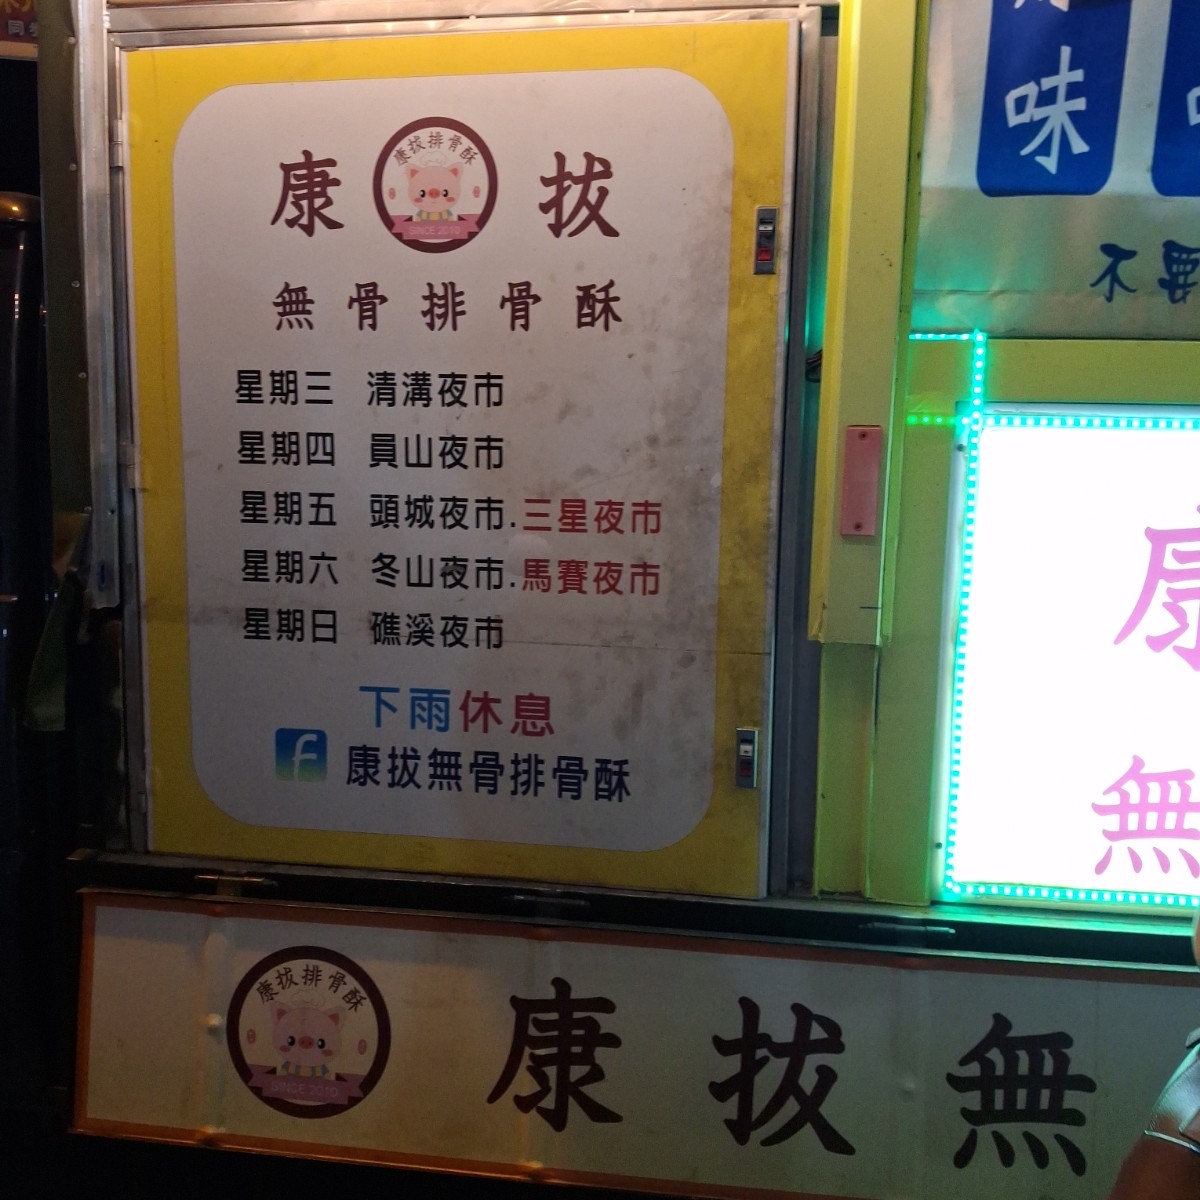 康 拔
康拔排骨酥
SINCE 2010
無骨排骨酥
星期三 清溝夜市
星期四 員山夜市
星期五 頭城夜市.三星夜市
星期六 冬山夜市.馬賽夜市
星期日 礁溪夜市
下雨休息
f 康拔無骨排骨酥
味
不要
康
無
康拔排骨酥
SINCE 2010
康拔無